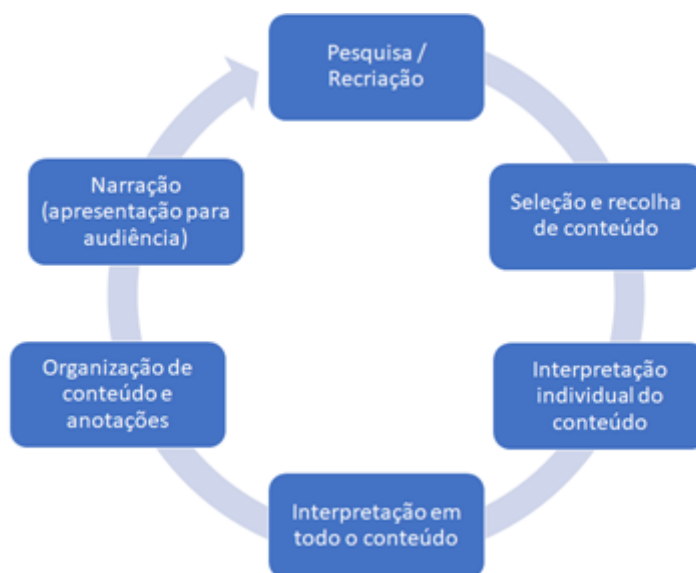 Pesquisa /
Recriação
Seleção e recolha
de conteúdo
Interpretação
individual do
conteúdo
Interpretação em
todo o conteúdo
Organização de
conteúdo e
anotações
Narração
(apresentação para
audiência)